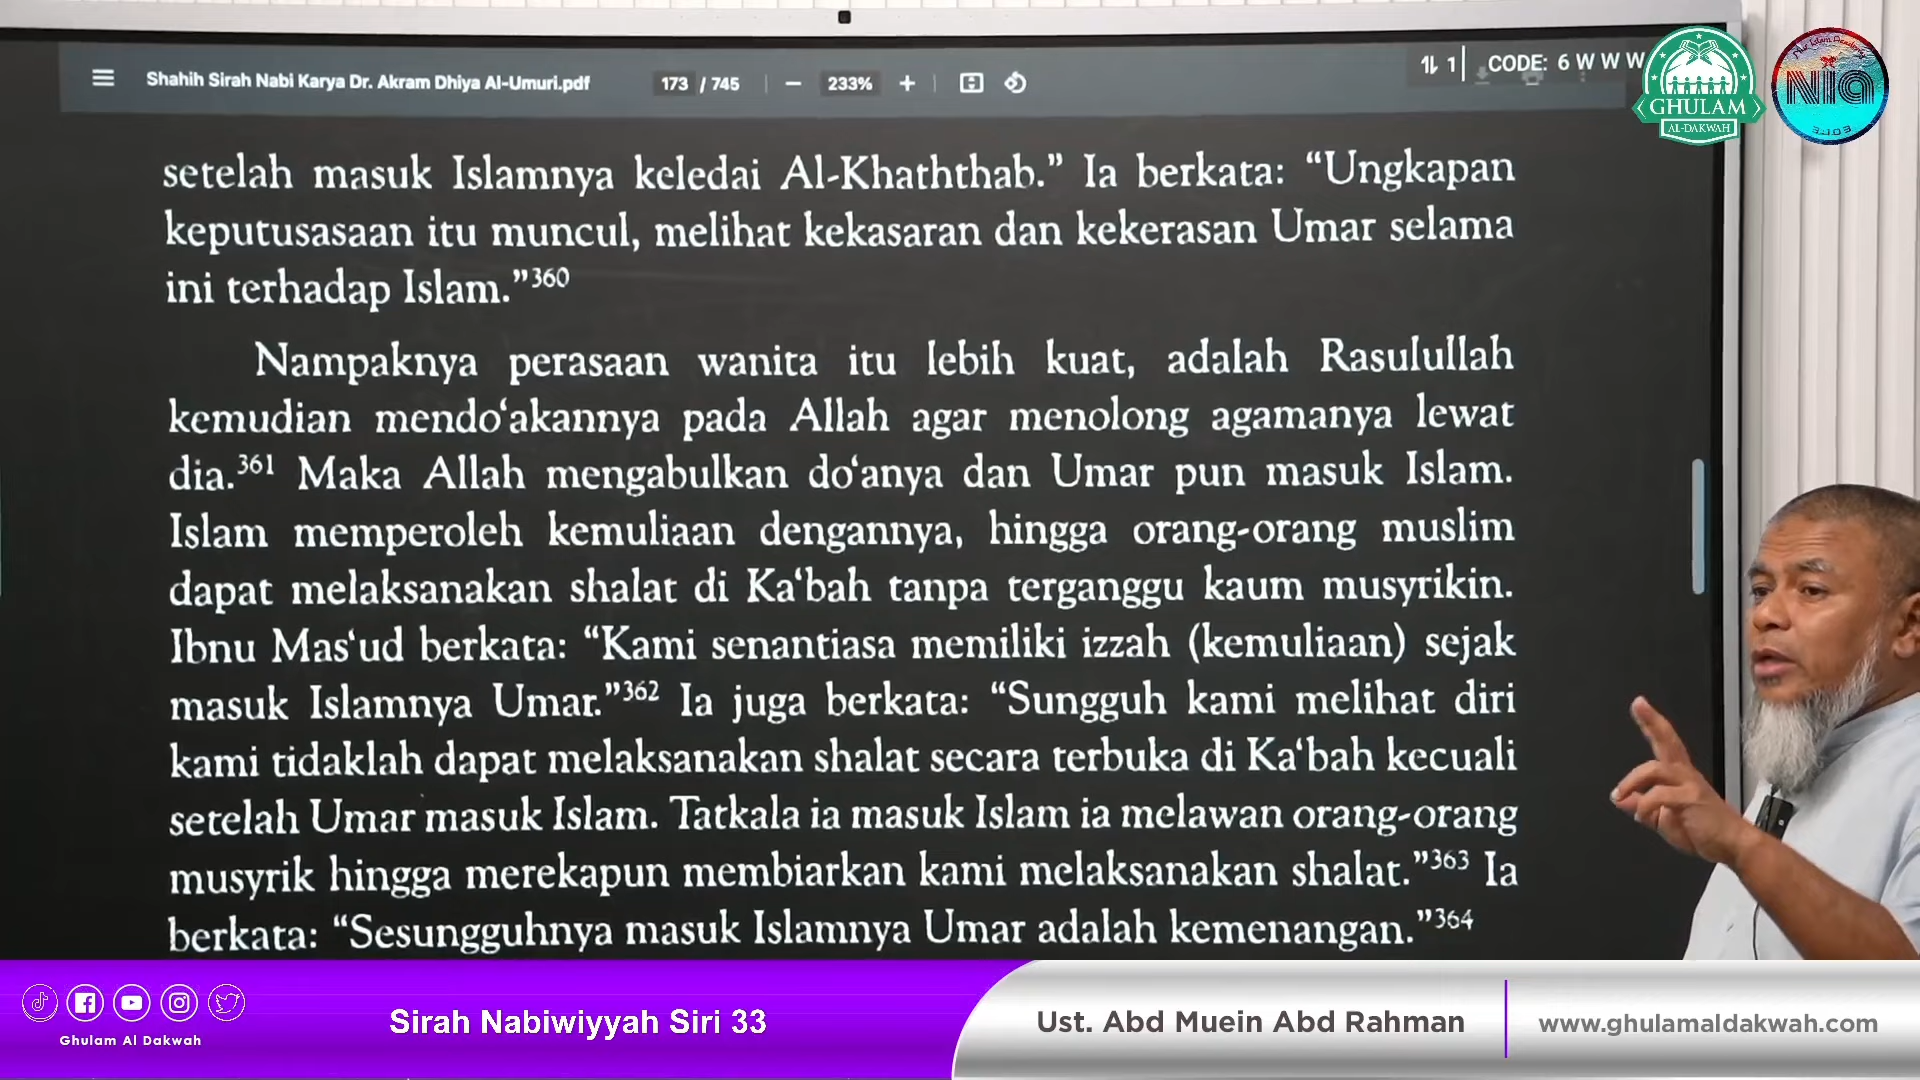 Shahih Sirah Nabi Karya Dr. Akram Dhiya Al-Umuri.pdf
173 / 745
233%
1
CODE: 6 W W W
GHULAM
AL-DAKWAH
Nur Islam Academy
NIA
setelah masuk Islamnya keledai Al-Khaththab.” Ia berkata: “Ungkapan
keputusasaan itu muncul, melihat kekasaran dan kekerasan Umar selama
ini terhadap Islam.”360
Nampaknya perasaan wanita itu lebih kuat, adalah Rasulullah
kemudian mendo‘akannya pada Allah agar menolong agamanya lewat
dia.361 Maka Allah mengabulkan do‘anya dan Umar pun masuk Islam.
Islam memperoleh kemuliaan dengannya, hingga orang-orang muslim
dapat melaksanakan shalat di Ka‘bah tanpa terganggu kaum musyrikin.
Ibnu Mas‘ud berkata: “Kami senantiasa memiliki izzah (kemuliaan) sejak
masuk Islamnya Umar.”362 Ia juga berkata: “Sungguh kami melihat diri
kami tidaklah dapat melaksanakan shalat secara terbuka di Ka‘bah kecuali
setelah Umar masuk Islam. Tatkala ia masuk Islam ia melawan orang-orang
musyrik hingga merekapun membiarkan kami melaksanakan shalat.”363 Ia
berkata: “Sesungguhnya masuk Islamnya Umar adalah kemenangan.”364
Ghulam Al Dakwah
Sirah Nabiwiyyah Siri 33
Ust. Abd Muein Abd Rahman
www.ghulamaldakwah.com